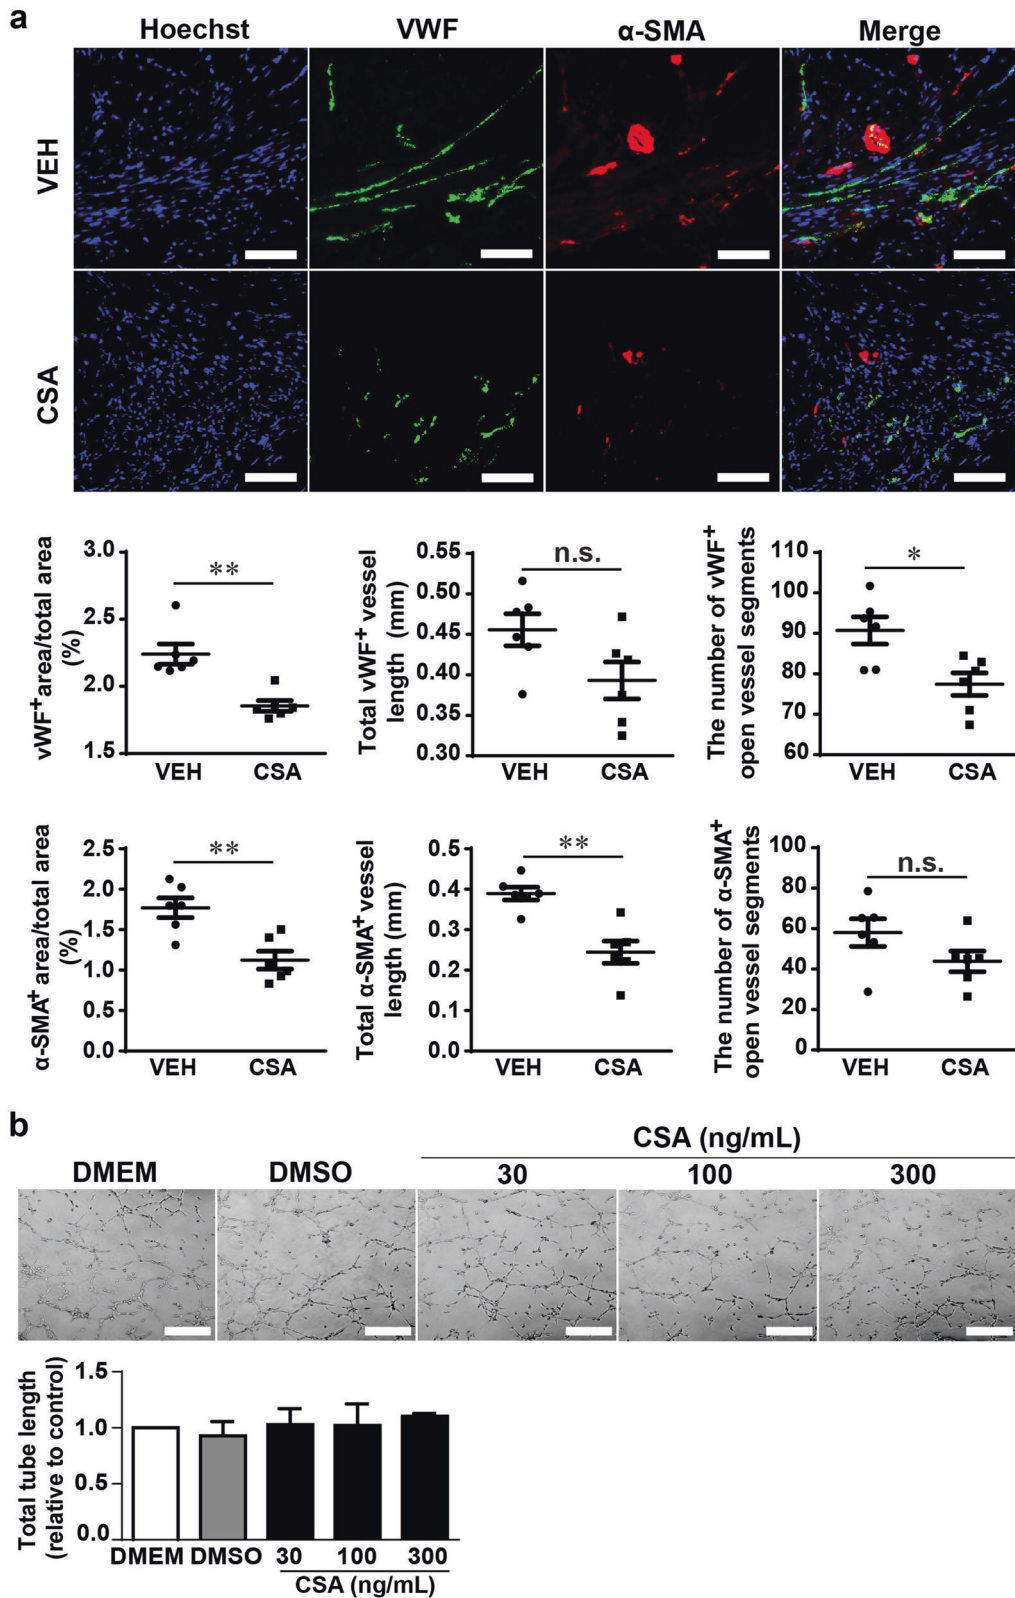 a
Hoechst VWF α-SMA Merge
VEH
CSA
vWF+ area/total area
(%)
3.0
2.5
2.0
1.5
**
VEH CSA
Total vWF+ vessel
length (mm)
0.55
0.50
0.45
0.40
0.35
0.30
n.s.
VEH CSA
The number of vWF+
open vessel segments
110
100
90
80
70
60
*
VEH CSA
α-SMA+ area/total area
(%)
2.5
2.0
1.5
1.0
0.5
0.0
**
VEH CSA
Total α-SMA+ vessel
length (mm)
0.5
0.4
0.3
0.2
0.1
0.0
**
VEH CSA
The number of α-SMA+
open vessel segments
100
80
60
40
20
0
n.s.
VEH CSA
b
CSA (ng/mL)
DMEM DMSO 30 100 300
Total tube length
(relative to control)
1.5
1.0
0.5
0.0
DMEM DMSO 30 100 300
CSA (ng/mL)